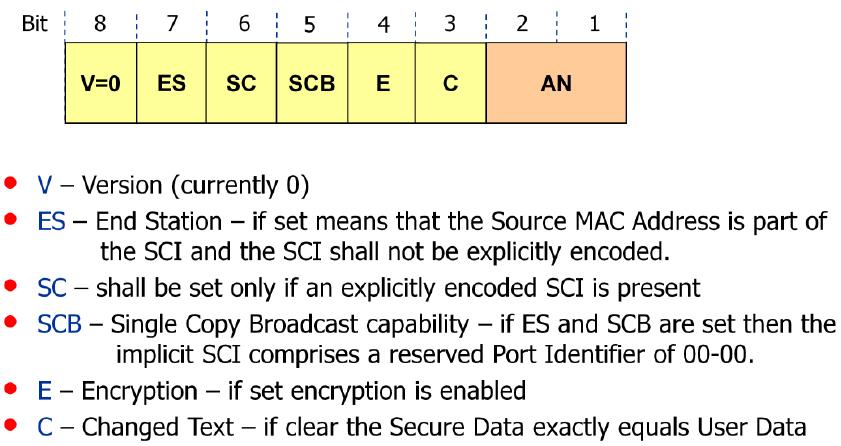 Bit 8 7 6 5 4 3 2 1
V=0 ES SC SCB E C AN
• V – Version (currently 0)
• ES – End Station – if set means that the Source MAC Address is part of
the SCI and the SCI shall not be explicitly encoded.
• SC – shall be set only if an explicitly encoded SCI is present
• SCB – Single Copy Broadcast capability – if ES and SCB are set then the
implicit SCI comprises a reserved Port Identifier of 00-00.
• E – Encryption – if set encryption is enabled
• C – Changed Text – if clear the Secure Data exactly equals User Data